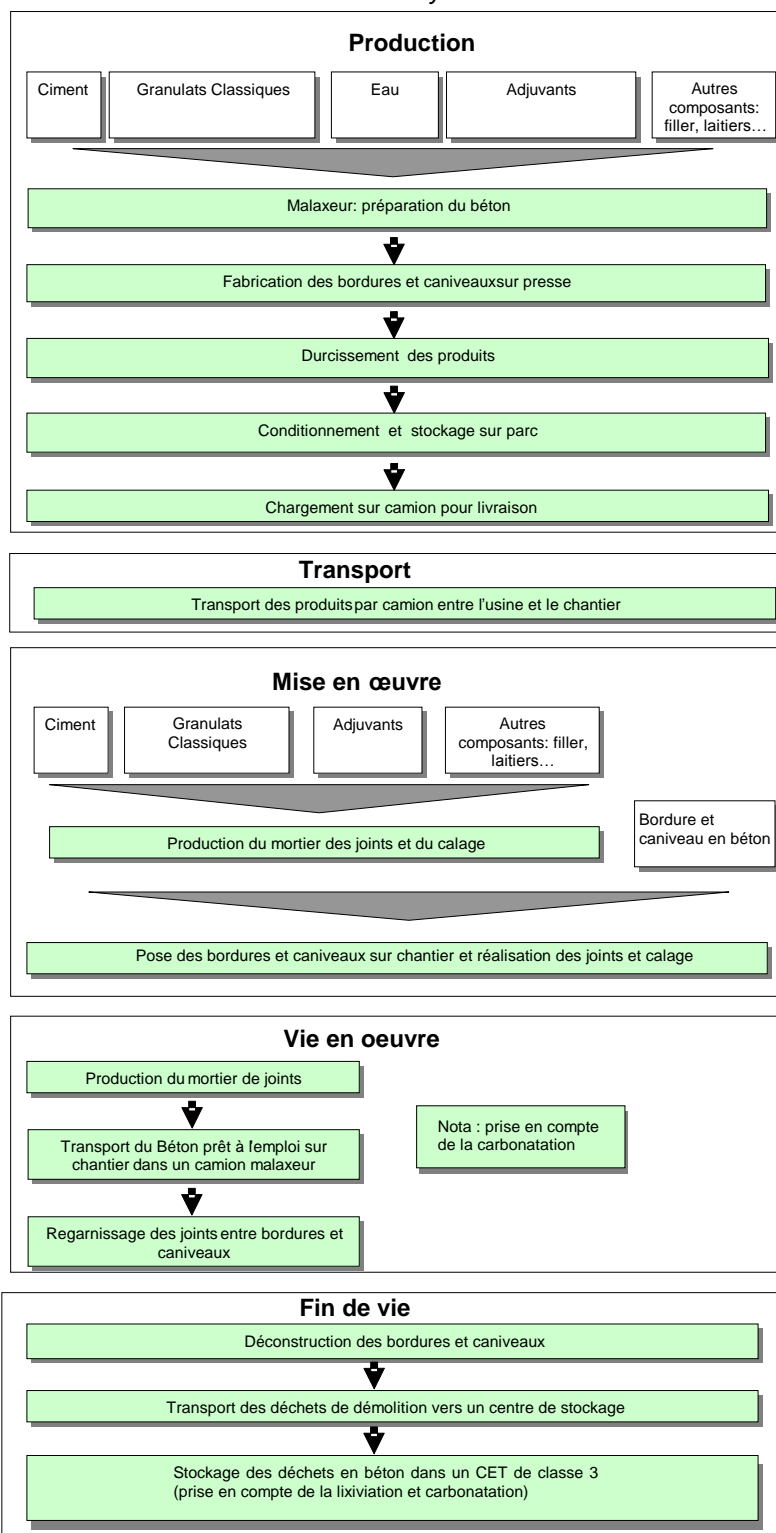 Production
Ciment
Granulats Classiques
Eau
Adjuvants
Autres
composants:
filler, laitiers…
Malaxeur: préparation du béton
Fabrication des bordures et caniveauxsur presse
Durcissement des produits
Conditionnement et stockage sur parc
Chargement sur camion pour livraison
Transport
Transport des produitspar camion entre l'usine et le chantier
Mise en œuvre
Ciment
Granulats
Classiques
Adjuvants
Autres
composants: filler,
laitiers…
Production du mortier des joints et du calage
Bordure et
caniveau en béton
Pose des bordures et caniveaux sur chantier et réalisation des joints et calage
Vie en oeuvre
Production du mortier de joints
Transport du Béton prêt à l'emploi sur
chantier dans un camion malaxeur
Regarnissage des joints entre bordures et
caniveaux
Nota : prise en compte
de la carbonatation
Fin de vie
Déconstruction des bordures et caniveaux
Transport des déchets de démolition vers un centre de stockage
Stockage des déchets en béton dans un CET de classe 3
(prise en compte de la lixiviation et carbonatation)